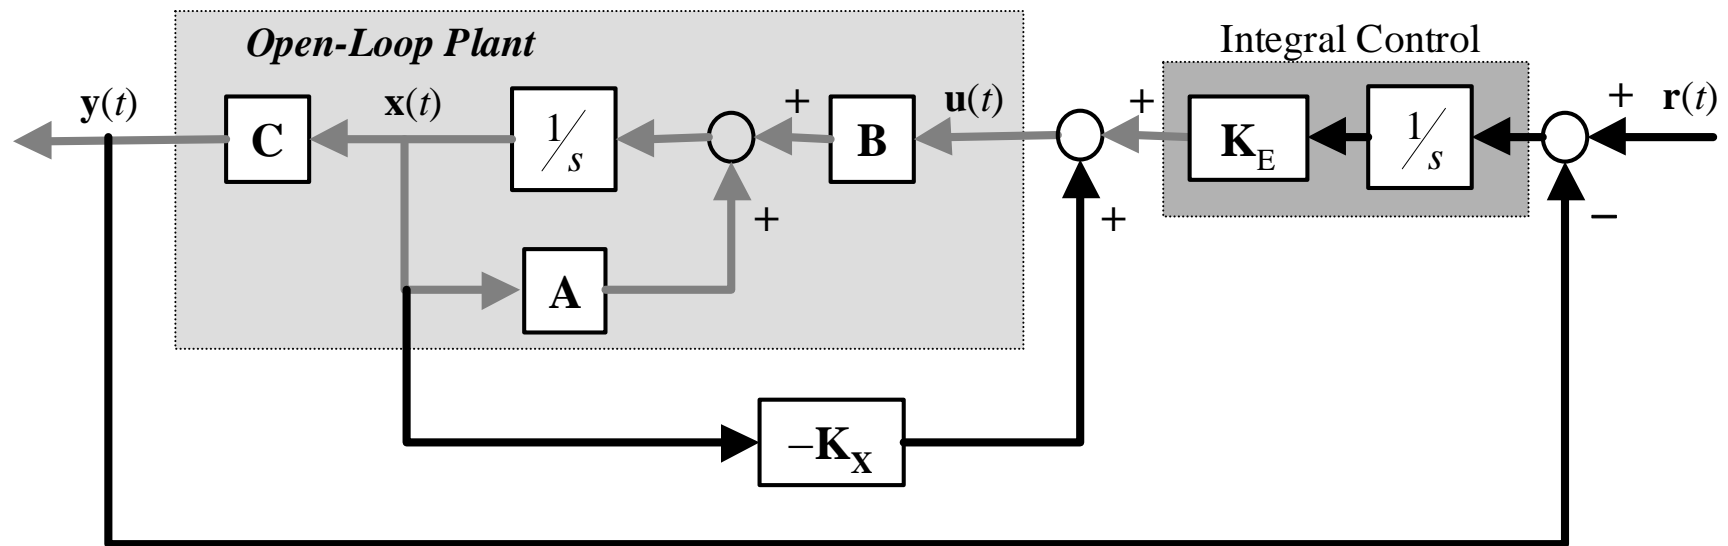 Open-Loop Plant
Integral Control
y(t)
C
x(t)
1/s
+
B
u(t)
+
K_E
1/s
+
r(t)
+
+
−
A
−K_X